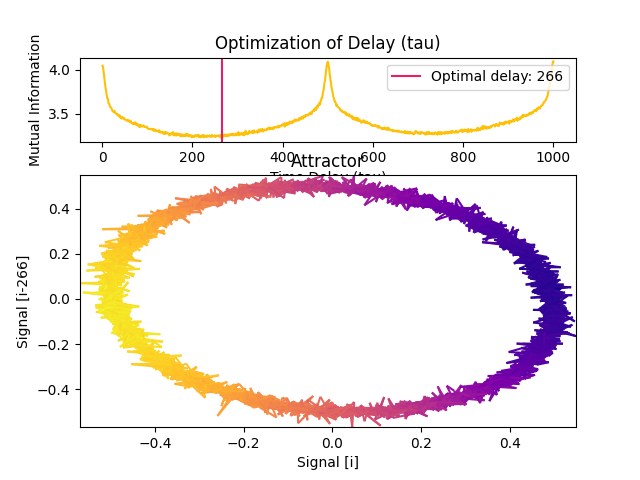 Optimization of Delay (tau)
Mutual Information
4.0
3.5
Optimal delay: 266
0 200 400 600 800 1000
Time Delay (tau)
Attractor
Signal [i-266]
0.4
0.2
0.0
−0.2
−0.4
−0.4 −0.2 0.0 0.2 0.4
Signal [i]